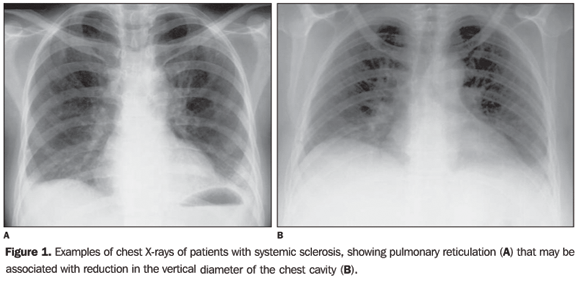 A
B
Figure 1. Examples of chest X-rays of patients with systemic sclerosis, showing pulmonary reticulation (A) that may be
associated with reduction in the vertical diameter of the chest cavity (B).